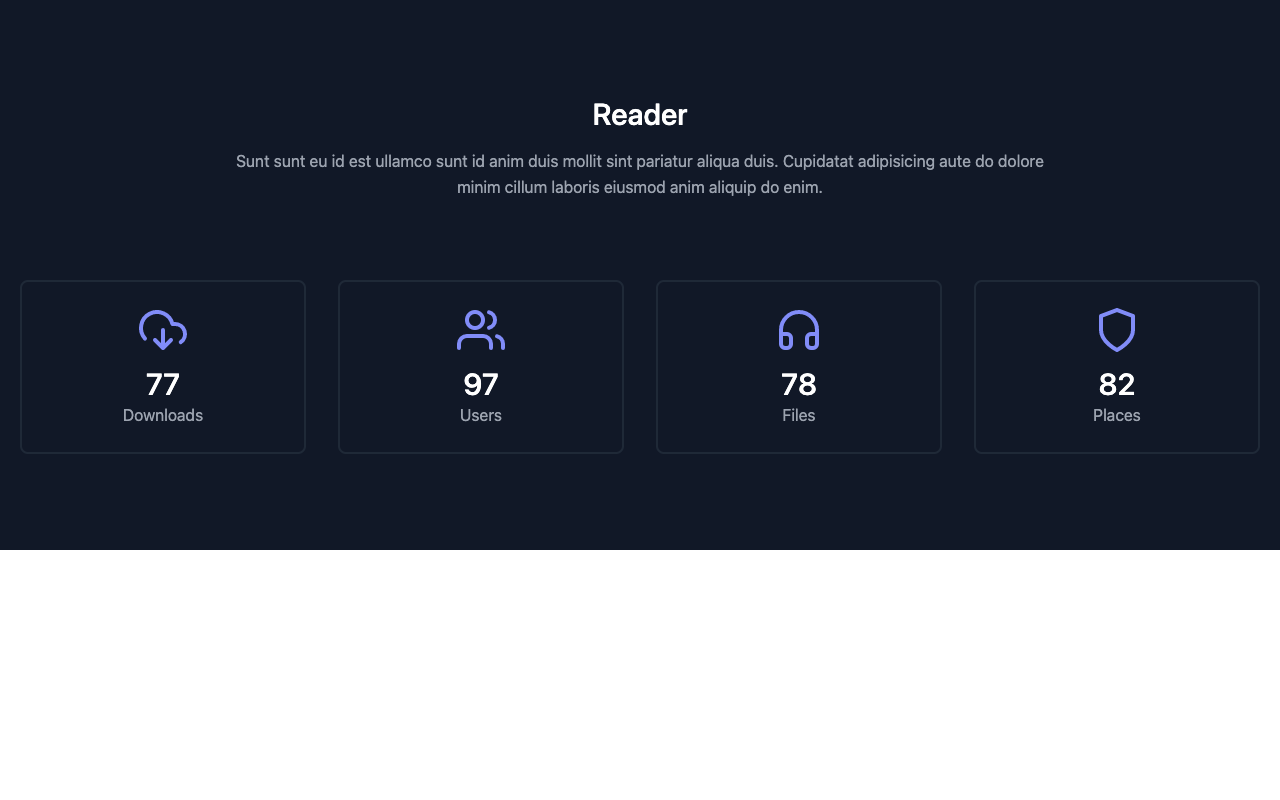 Reader
Sunt sunt eu id est ullamco sunt id anim duis mollit sint pariatur aliqua duis. Cupidatat adipisicing aute do dolore
minim cillum laboris eiusmod anim aliquip do enim.
77
Downloads
97
Users
78
Files
82
Places